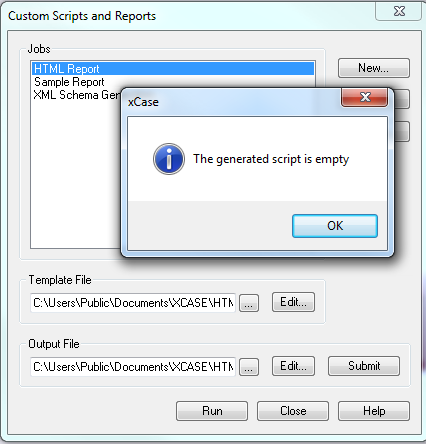 Custom Scripts and Reports
Jobs
HTML Report
Sample Report
XML Schema Gen
New...
xCase
The generated script is empty
OK
Template File
C:\Users\Public\Documents\XCASE\HTM
...
Edit...
Output File
C:\Users\Public\Documents\XCASE\HTM
...
Edit...
Submit
Run
Close
Help